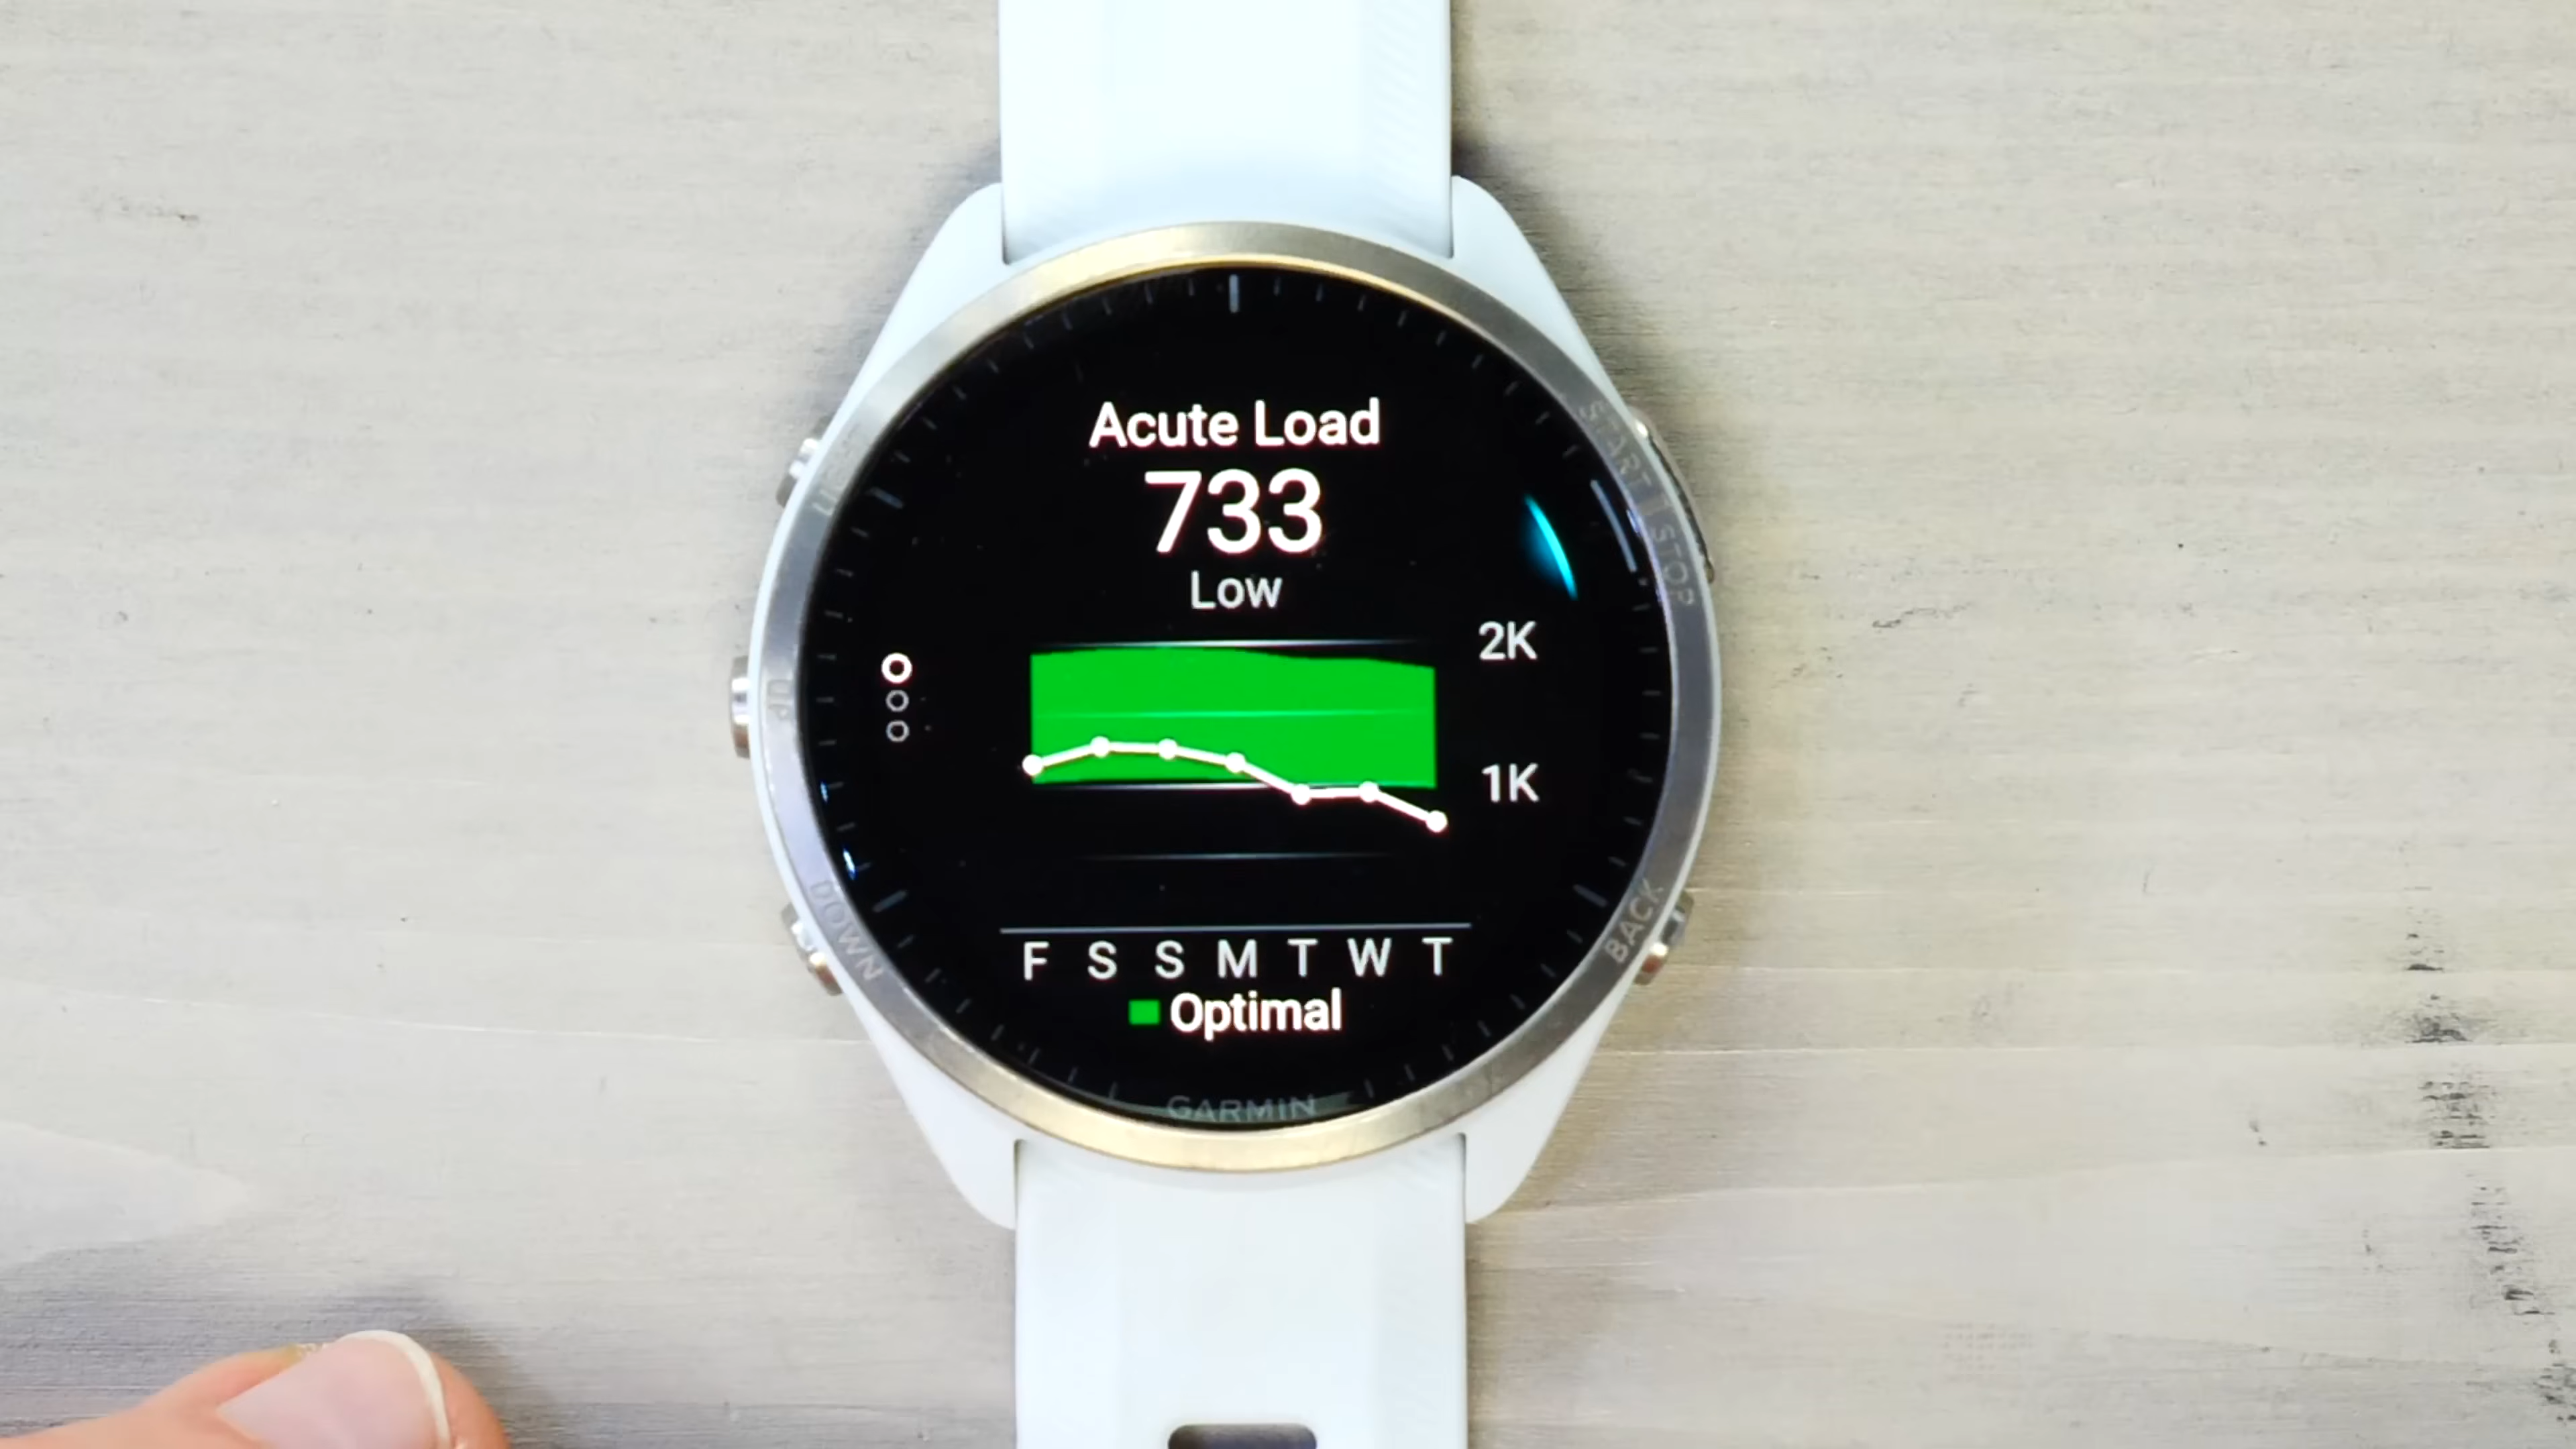 Acute Load
733
Low
2K
1K
F S S M T W T
Optimal
GARMIN
LIGHT
UP
DOWN
START | STOP
BACK